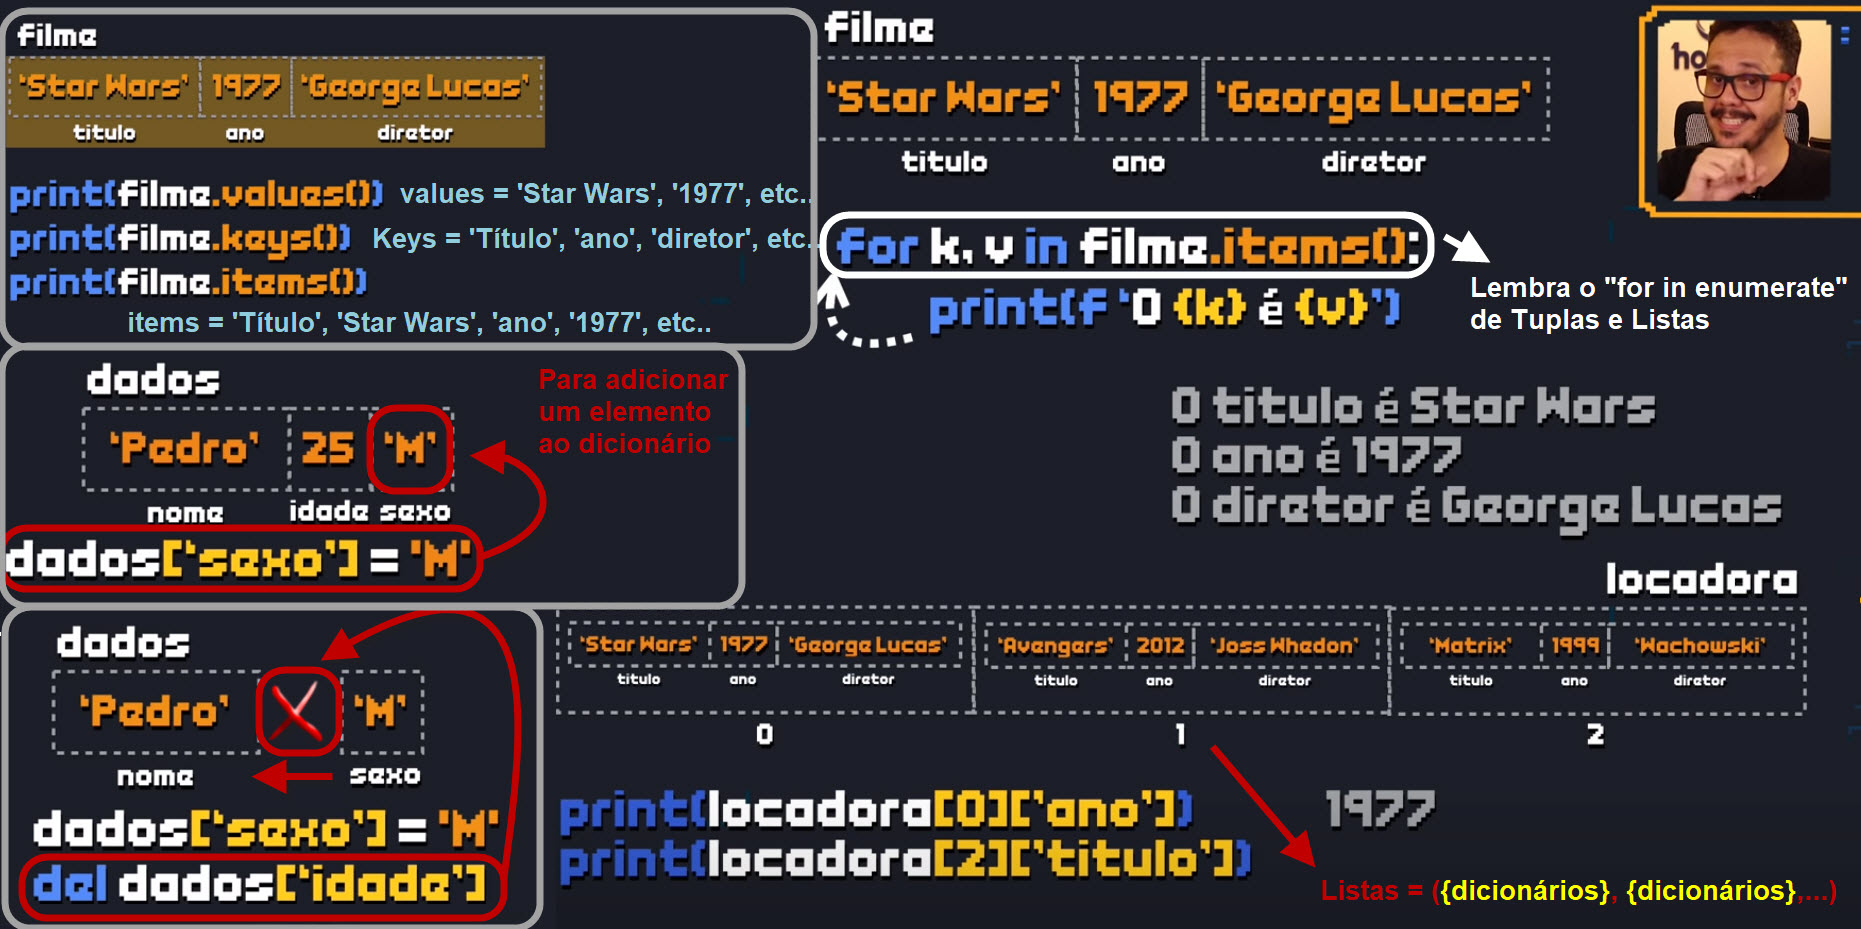 filme
'Star Wars' 1977 'George Lucas'
titulo ano diretor
print(filme.values()) values = 'Star Wars', '1977', etc..
print(filme.keys()) Keys = 'Título', 'ano', 'diretor', etc..
print(filme.items())
items = 'Título', 'Star Wars', 'ano', '1977', etc..
filme
'Star Wars' 1977 'George Lucas'
titulo ano diretor
for k, v in filme.items():
print(f 'O {k} é {v}')
Lembra o "for in enumerate"
de Tuplas e Listas
O titulo é Star Wars
O ano é 1977
O diretor é George Lucas
dados
'Pedro' 25 'M'
nome idade sexo
dados['sexo'] = 'M'
Para adicionar
um elemento
ao dicionário
dados
'Pedro' 'M'
nome sexo
dados['sexo'] = 'M'
del dados['idade']
locadora
'Star Wars' 1977 'George Lucas' 'Avengers' 2012 'Joss Whedon' 'Matrix' 1999 'Wachowski'
titulo ano diretor titulo ano diretor titulo ano diretor
0 1 2
print(locadora[0]['ano']) 1977
print(locadora[2]['titulo'])
Listas = ({dicionários}, {dicionários},...)